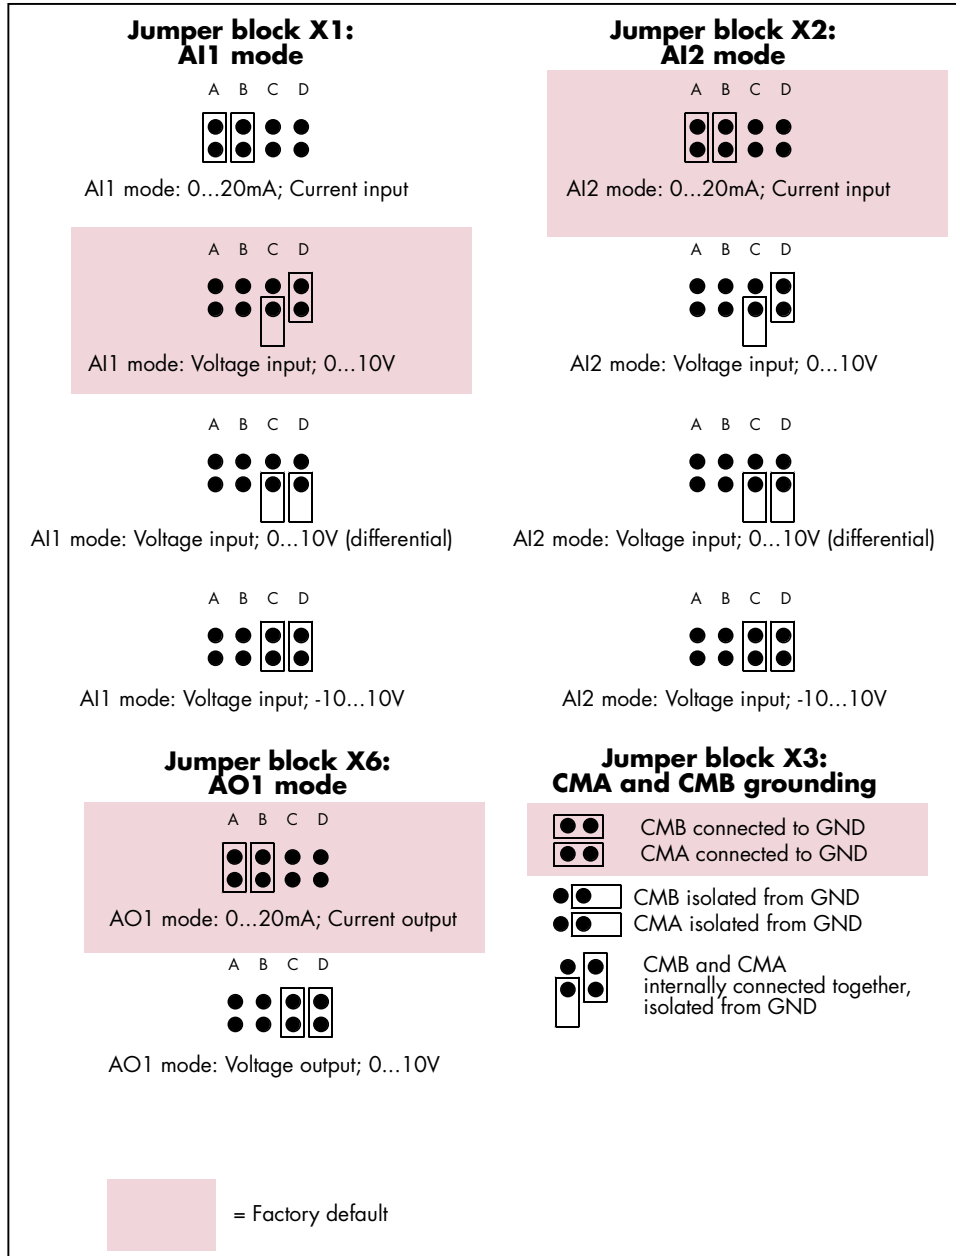 Jumper block X1:
AI1 mode
A B C D
AI1 mode: 0...20mA; Current input
A B C D
AI1 mode: Voltage input; 0...10V
A B C D
AI1 mode: Voltage input; 0...10V (differential)
A B C D
AI1 mode: Voltage input; -10...10V
Jumper block X2:
AI2 mode
A B C D
AI2 mode: 0...20mA; Current input
A B C D
AI2 mode: Voltage input; 0...10V
A B C D
AI2 mode: Voltage input; 0...10V (differential)
A B C D
AI2 mode: Voltage input; -10...10V
Jumper block X6:
AO1 mode
A B C D
AO1 mode: 0...20mA; Current output
A B C D
AO1 mode: Voltage output; 0...10V
Jumper block X3:
CMA and CMB grounding
CMB connected to GND
CMA connected to GND
CMB isolated from GND
CMA isolated from GND
CMB and CMA
internally connected together,
isolated from GND
= Factory default